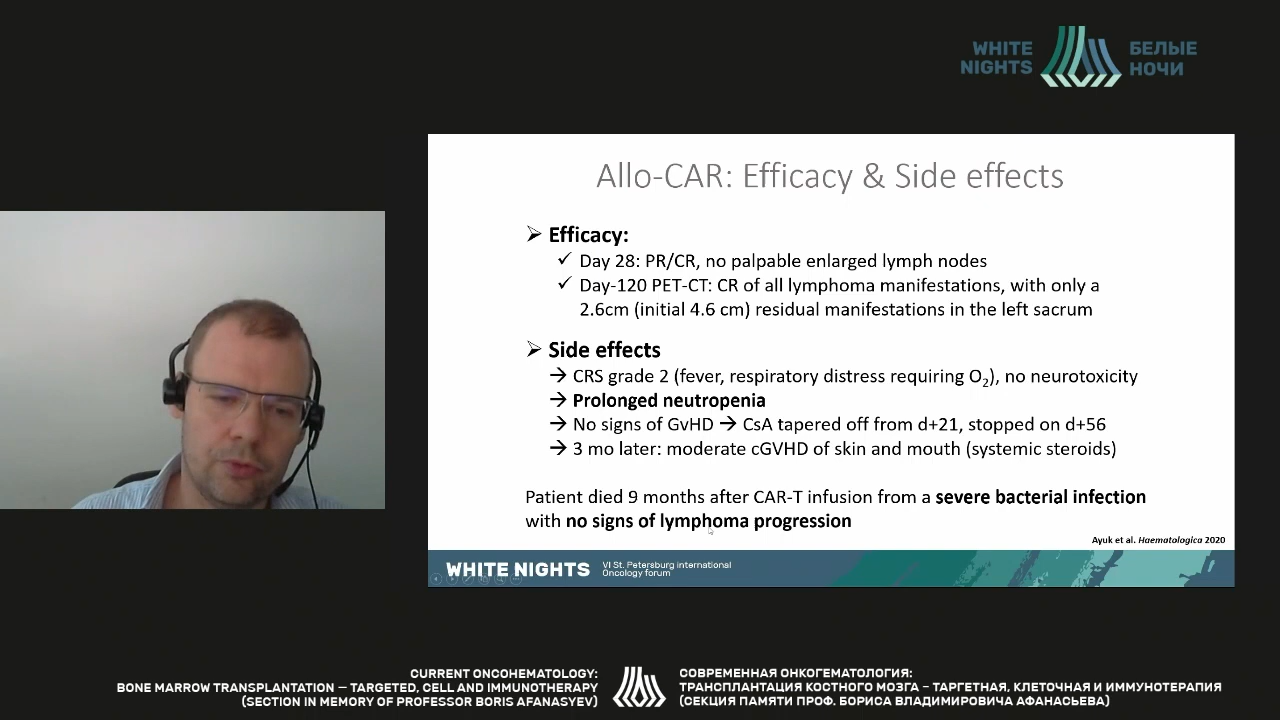 WHITE
NIGHTS
БЕЛЫЕ
НОЧИ
Allo-CAR: Efficacy & Side effects
➢ Efficacy:
✓ Day 28: PR/CR, no palpable enlarged lymph nodes
✓ Day-120 PET-CT: CR of all lymphoma manifestations, with only a
2.6cm (initial 4.6 cm) residual manifestations in the left sacrum
➢ Side effects
→ CRS grade 2 (fever, respiratory distress requiring O₂), no neurotoxicity
→ Prolonged neutropenia
→ No signs of GvHD → CsA tapered off from d+21, stopped on d+56
→ 3 mo later: moderate cGVHD of skin and mouth (systemic steroids)
Patient died 9 months after CAR-T infusion from a severe bacterial infection
with no signs of lymphoma progression
Ayuk et al. Haematologica 2020
WHITE NIGHTS
VI St. Petersburg international
Oncology forum
CURRENT ONCOHEMATOLOGY:
BONE MARROW TRANSPLANTATION – TARGETED, CELL AND IMMUNOTHERAPY
(SECTION IN MEMORY OF PROFESSOR BORIS AFANASYEV)
СОВРЕМЕННАЯ ОНКОГЕМАТОЛОГИЯ:
ТРАНСПЛАНТАЦИЯ КОСТНОГО МОЗГА – ТАРГЕТНАЯ, КЛЕТОЧНАЯ И ИММУНОТЕРАПИЯ
(СЕКЦИЯ ПАМЯТИ ПРОФ. БОРИСА ВЛАДИМИРОВИЧА АФАНАСЬЕВА)